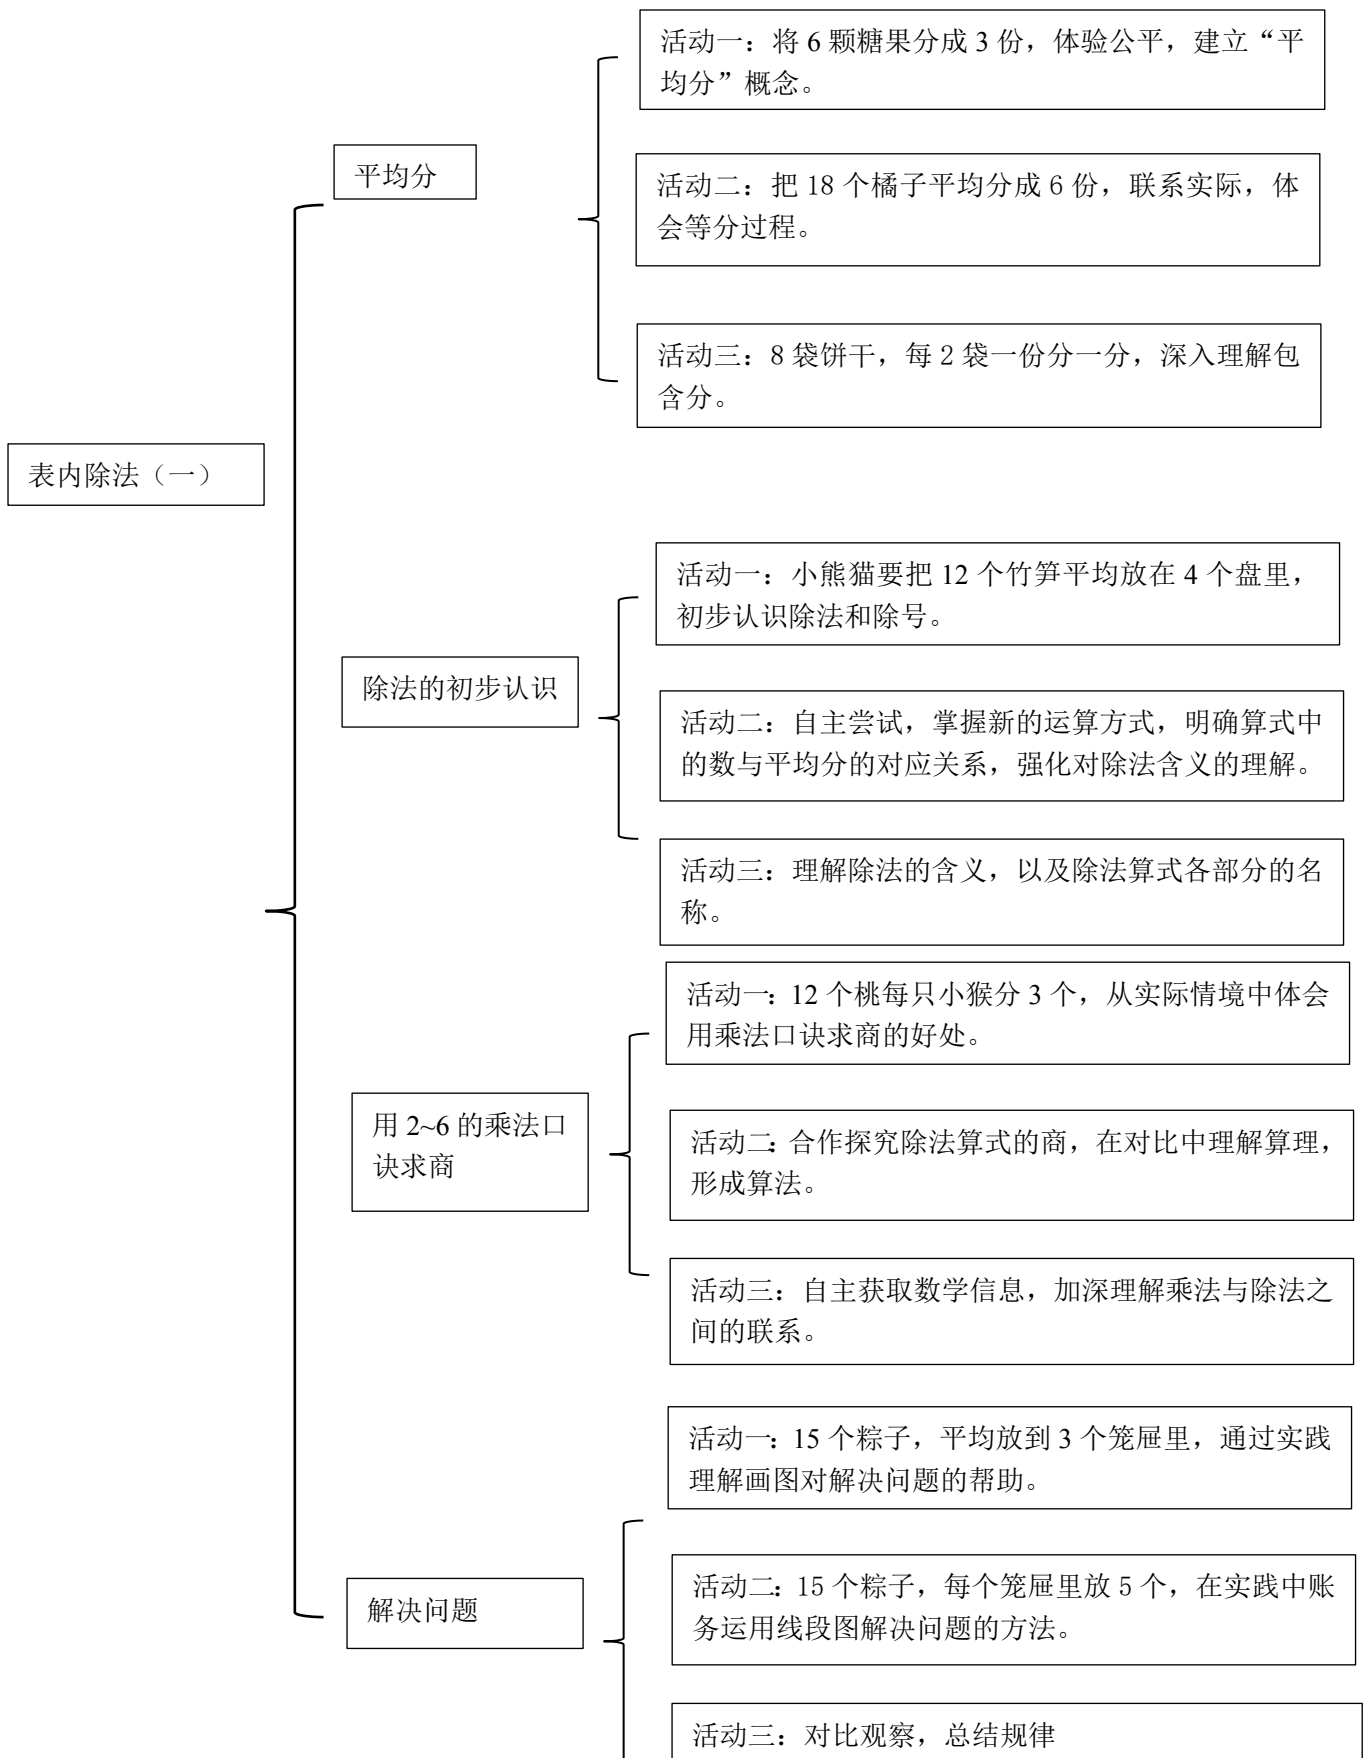 活动一：将 6 颗糖果分成 3 份，体验公平，建立“平
均分”概念。
平均分
活动二：把 18 个橘子平均分成 6 份，联系实际，体
会等分过程。
活动三：8 袋饼干，每 2 袋一份分一分，深入理解包
含分。
表内除法（一）
活动一：小熊猫要把 12 个竹笋平均放在 4 个盘里，
初步认识除法和除号。
除法的初步认识
活动二：自主尝试，掌握新的运算方式，明确算式中
的数与平均分的对应关系，强化对除法含义的理解。
活动三：理解除法的含义，以及除法算式各部分的名
称。
活动一：12 个桃每只小猴分 3 个，从实际情境中体会
用乘法口诀求商的好处。
用 2~6 的乘法口
诀求商
活动二：合作探究除法算式的商，在对比中理解算理，
形成算法。
活动三：自主获取数学信息，加深理解乘法与除法之
间的联系。
活动一：15 个粽子，平均放到 3 个笼屉里，通过实践
理解画图对解决问题的帮助。
解决问题
活动二：15 个粽子，每个笼屉里放 5 个，在实践中账
务运用线段图解决问题的方法。
活动三：对比观察，总结规律